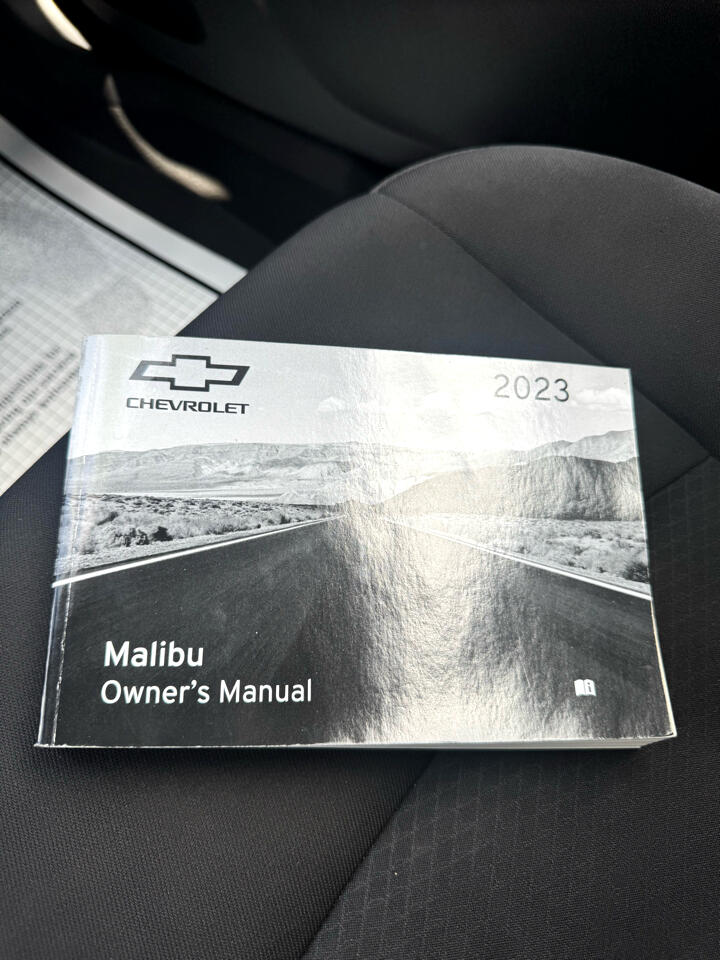 CHEVROLET
2023
Malibu
Owner's Manual